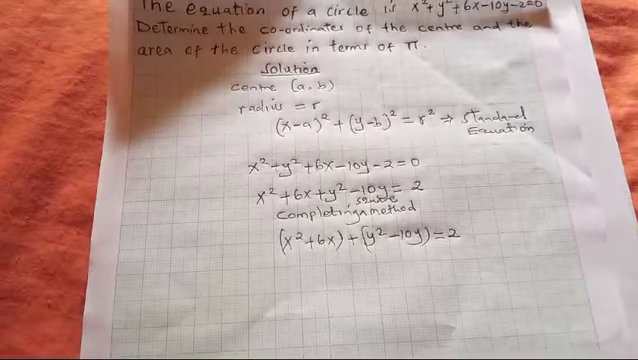 The equation of a circle is x²+y²+6x-10y-2=0
Determine the co-ordinates of the centre and the
area of the circle in terms of π.
Solution
centre (a, b)
radius = r
(x-a)²+(y-b)²=r² ⇒ standard
Equation
x²+y²+6x-10y-2=0
x²+6x+y²-10y=2
square
completing a method
(x²+6x)+(y²-10y)=2